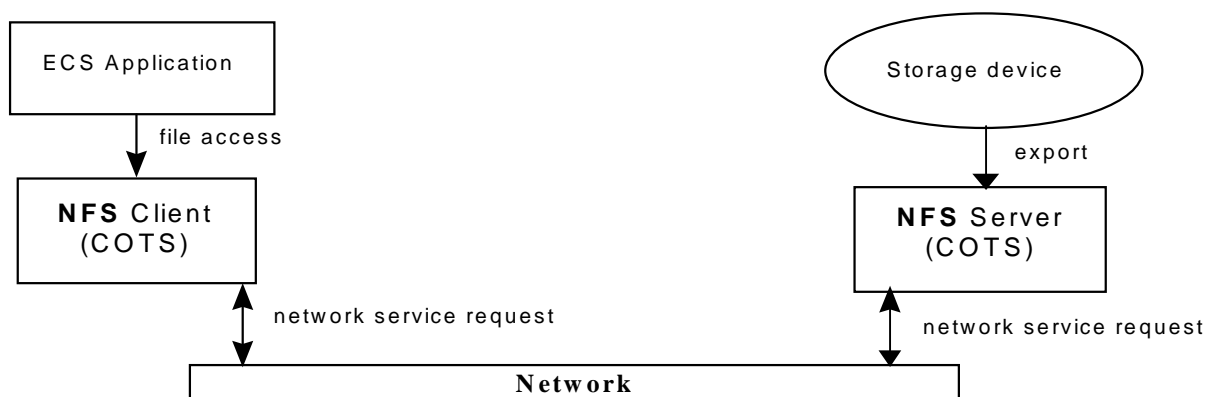 ECS Application
Storage device
file access
export
NFS Client
(COTS)
NFS Server
(COTS)
network service request
network service request
Network